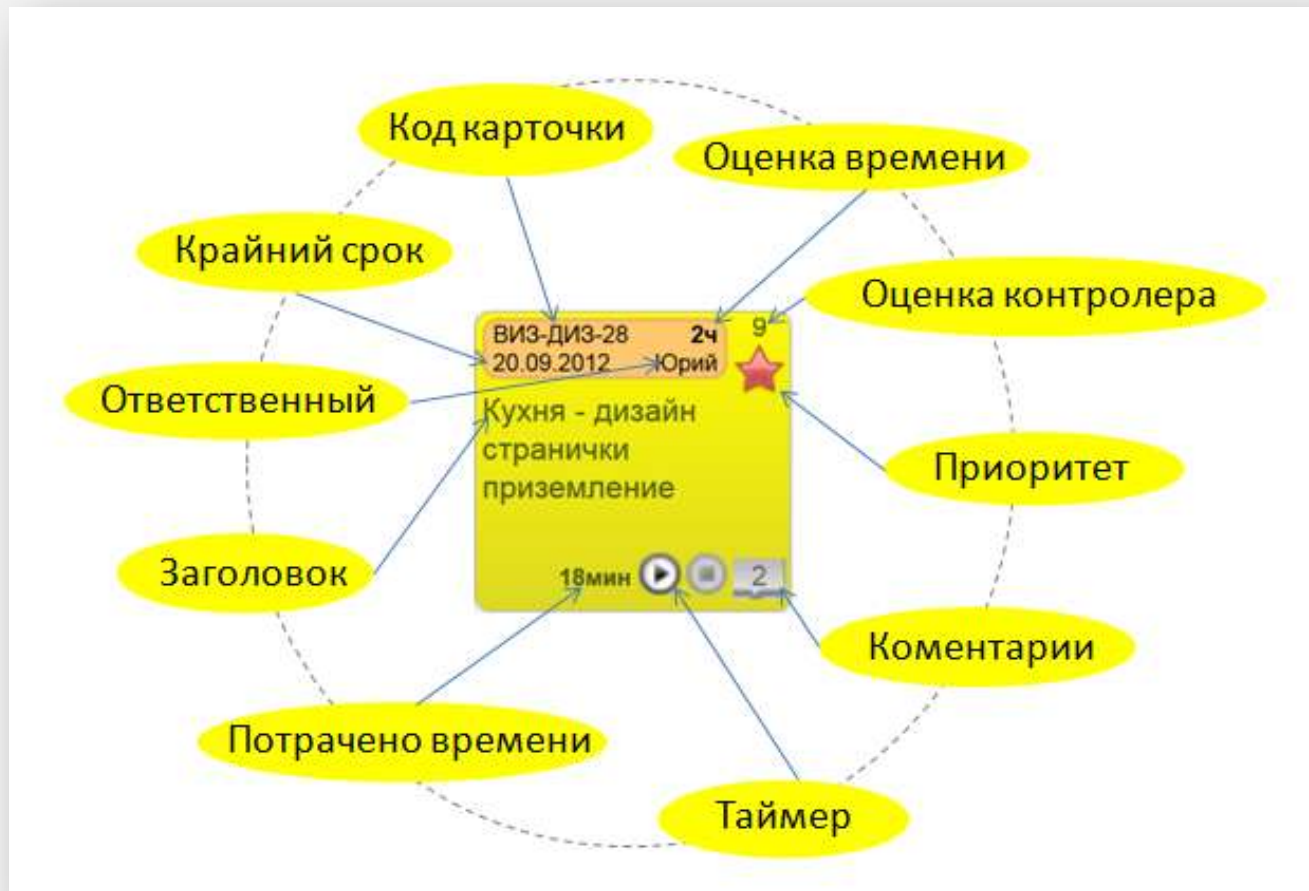 Код карточки
Оценка времени
Крайний срок
Оценка контролера
ВИЗ-ДИЗ-28 2ч 9
20.09.2012 Юрий
Ответственный
Кухня - дизайн
странички
приземление
Приоритет
Заголовок
18мин 2
Коментарии
Потрачено времени
Таймер